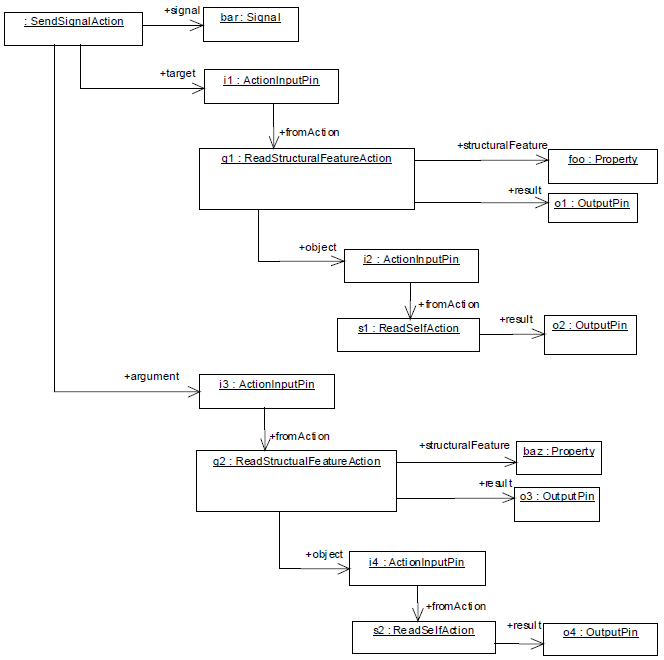 +signal
: SendSignalAction
bar : Signal
+target
i1 : ActionInputPin
+fromAction
g1 : ReadStructuralFeatureAction
+structuralFeature
foo : Property
+result
o1 : OutputPin
+object
i2 : ActionInputPin
+fromAction
s1 : ReadSelfAction
+result
o2 : OutputPin
+argument
i3 : ActionInputPin
+fromAction
g2 : ReadStructualFeatureAction
+structuralFeature
baz : Property
+result
o3 : OutputPin
+object
i4 : ActionInputPin
+fromAction
s2 : ReadSelfAction
+result
o4 : OutputPin